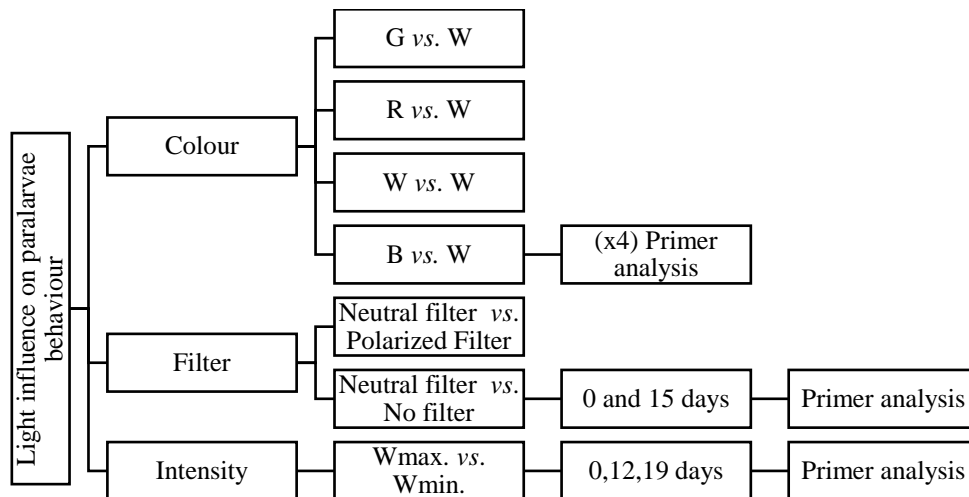 Light influence on paralarvae
behaviour
Colour
G vs. W
R vs. W
W vs. W
B vs. W
(x4) Primer
analysis
Filter
Neutral filter vs.
Polarized Filter
Neutral filter vs.
No filter
0 and 15 days
Primer analysis
Intensity
Wmax. vs.
Wmin.
0,12,19 days
Primer analysis